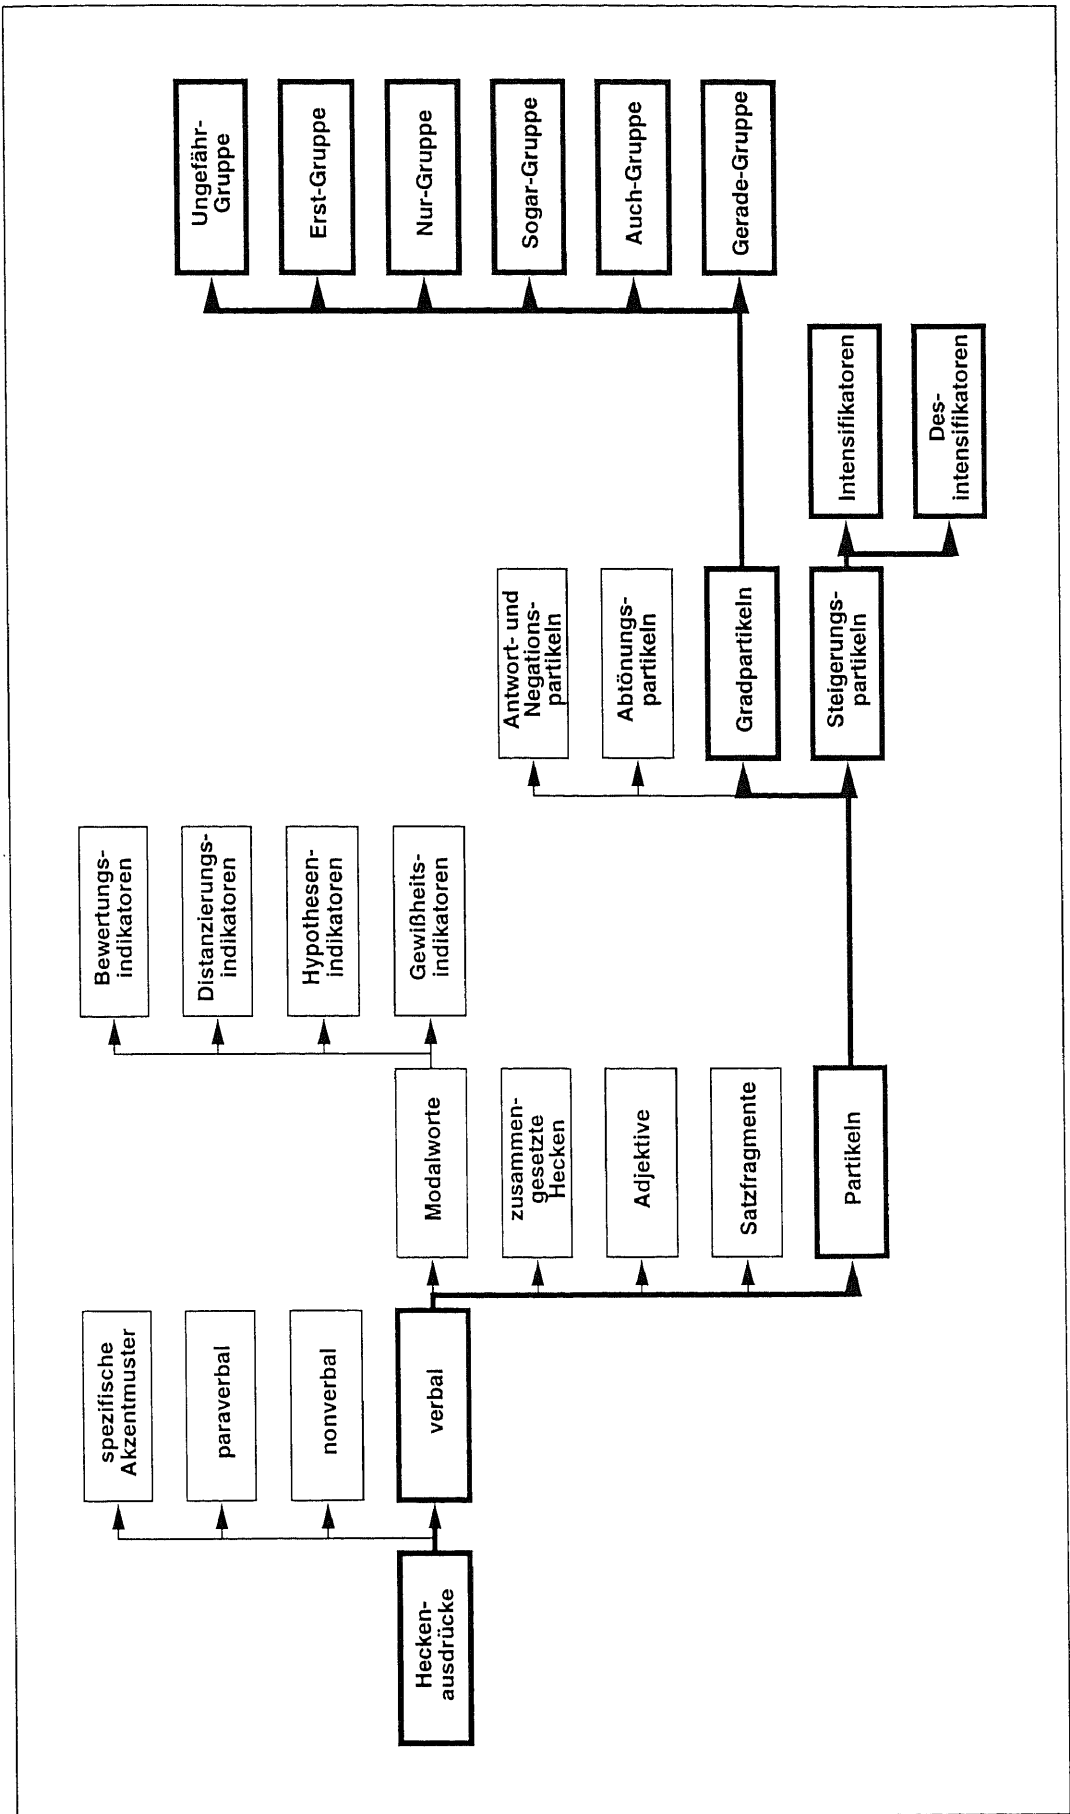 Hecken-
ausdrücke
spezifische
Akzentmuster
paraverbal
nonverbal
verbal
Modalworte
zusammen-
gesetzte
Hecken
Adjektive
Satzfragmente
Partikeln
Bewertungs-
indikatoren
Distanzierungs-
indikatoren
Hypothesen-
indikatoren
Gewißheits-
indikatoren
Antwort- und
Negations-
partikeln
Abtönungs-
partikeln
Gradpartikeln
Steigerungs-
partikeln
Intensifikatoren
Des-
intensifikatoren
Ungefähr-
Gruppe
Erst-Gruppe
Nur-Gruppe
Sogar-Gruppe
Auch-Gruppe
Gerade-Gruppe